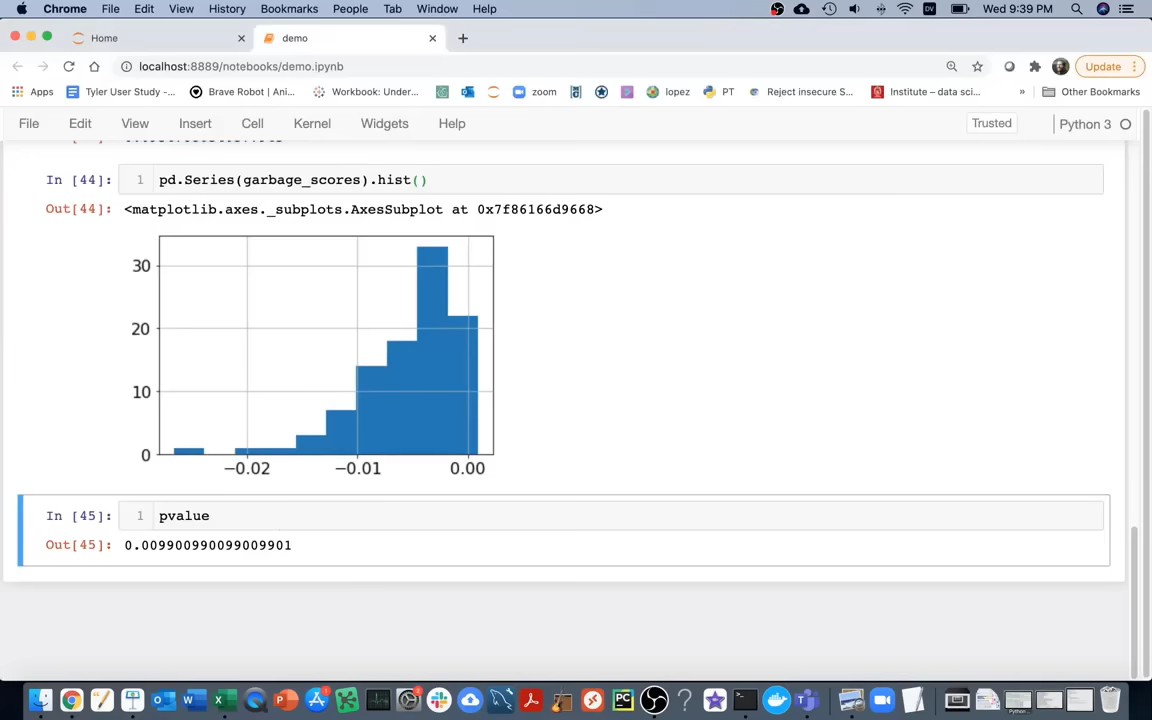 Chrome File Edit View History Bookmarks People Tab Window Help DV Wed 9:39 PM
Home demo
localhost:8889/notebooks/demo.ipynb Update
Apps Tyler User Study -... Brave Robot | Ani... Workbook: Under... zoom lopez PT Reject insecure S... Institute – data sci... » Other Bookmarks
File Edit View Insert Cell Kernel Widgets Help Trusted Python 3
In [44]: 1 pd.Series(garbage_scores).hist()
Out[44]: <matplotlib.axes._subplots.AxesSubplot at 0x7f86166d9668>
30
20
10
0
−0.02 −0.01 0.00
In [45]: 1 pvalue
Out[45]: 0.009900990099009901